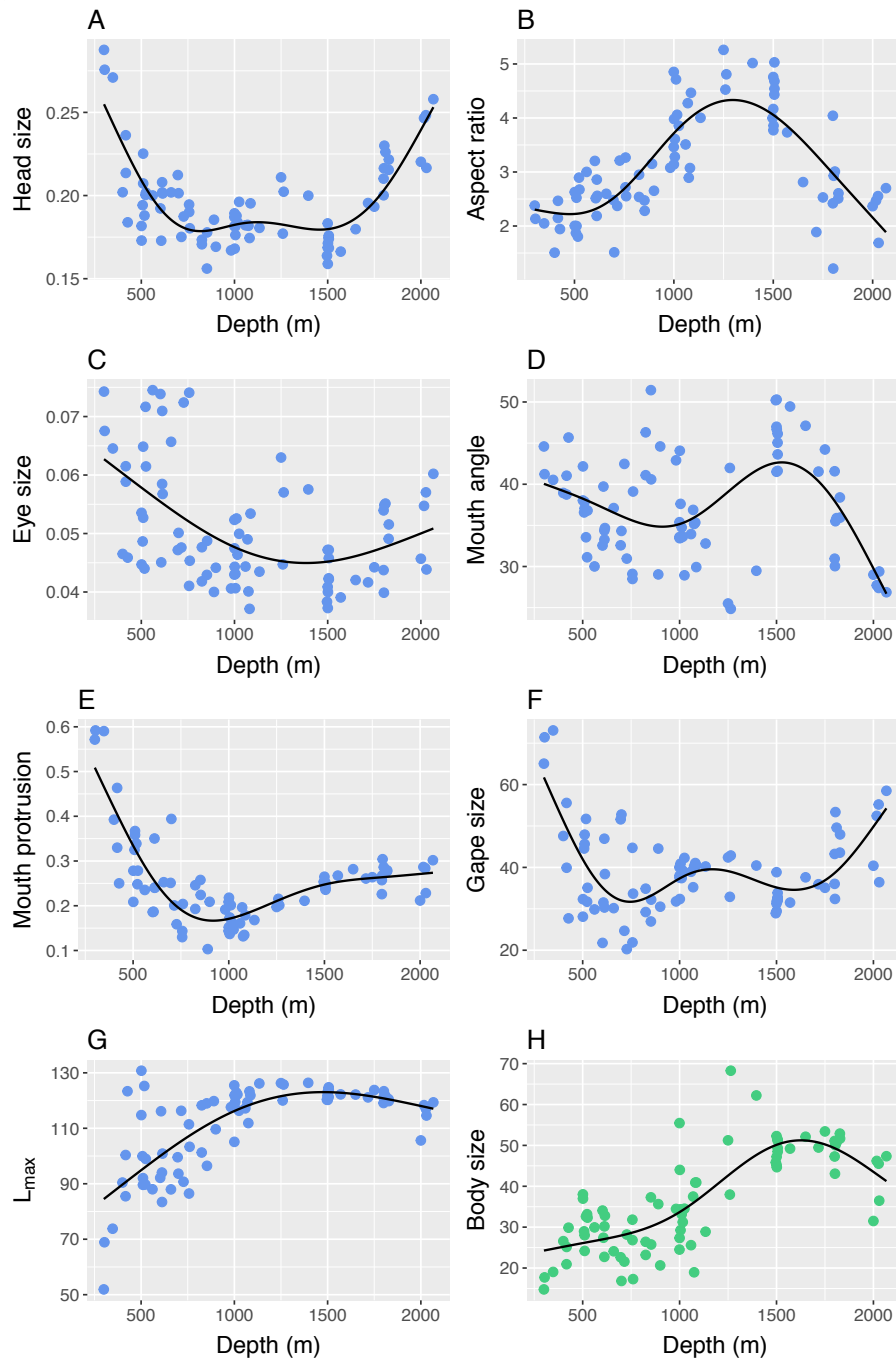 A
0.25
0.20
0.15
Head size
500 1000 1500 2000
Depth (m)
B
5
4
3
2
Aspect ratio
500 1000 1500 2000
Depth (m)
C
0.07
0.06
0.05
0.04
Eye size
500 1000 1500 2000
Depth (m)
D
50
40
30
Mouth angle
500 1000 1500 2000
Depth (m)
E
0.6
0.5
0.4
0.3
0.2
0.1
Mouth protrusion
500 1000 1500 2000
Depth (m)
F
60
40
20
Gape size
500 1000 1500 2000
Depth (m)
G
130
110
90
70
50
Lmax
500 1000 1500 2000
Depth (m)
H
70
60
50
40
30
20
Body size
500 1000 1500 2000
Depth (m)